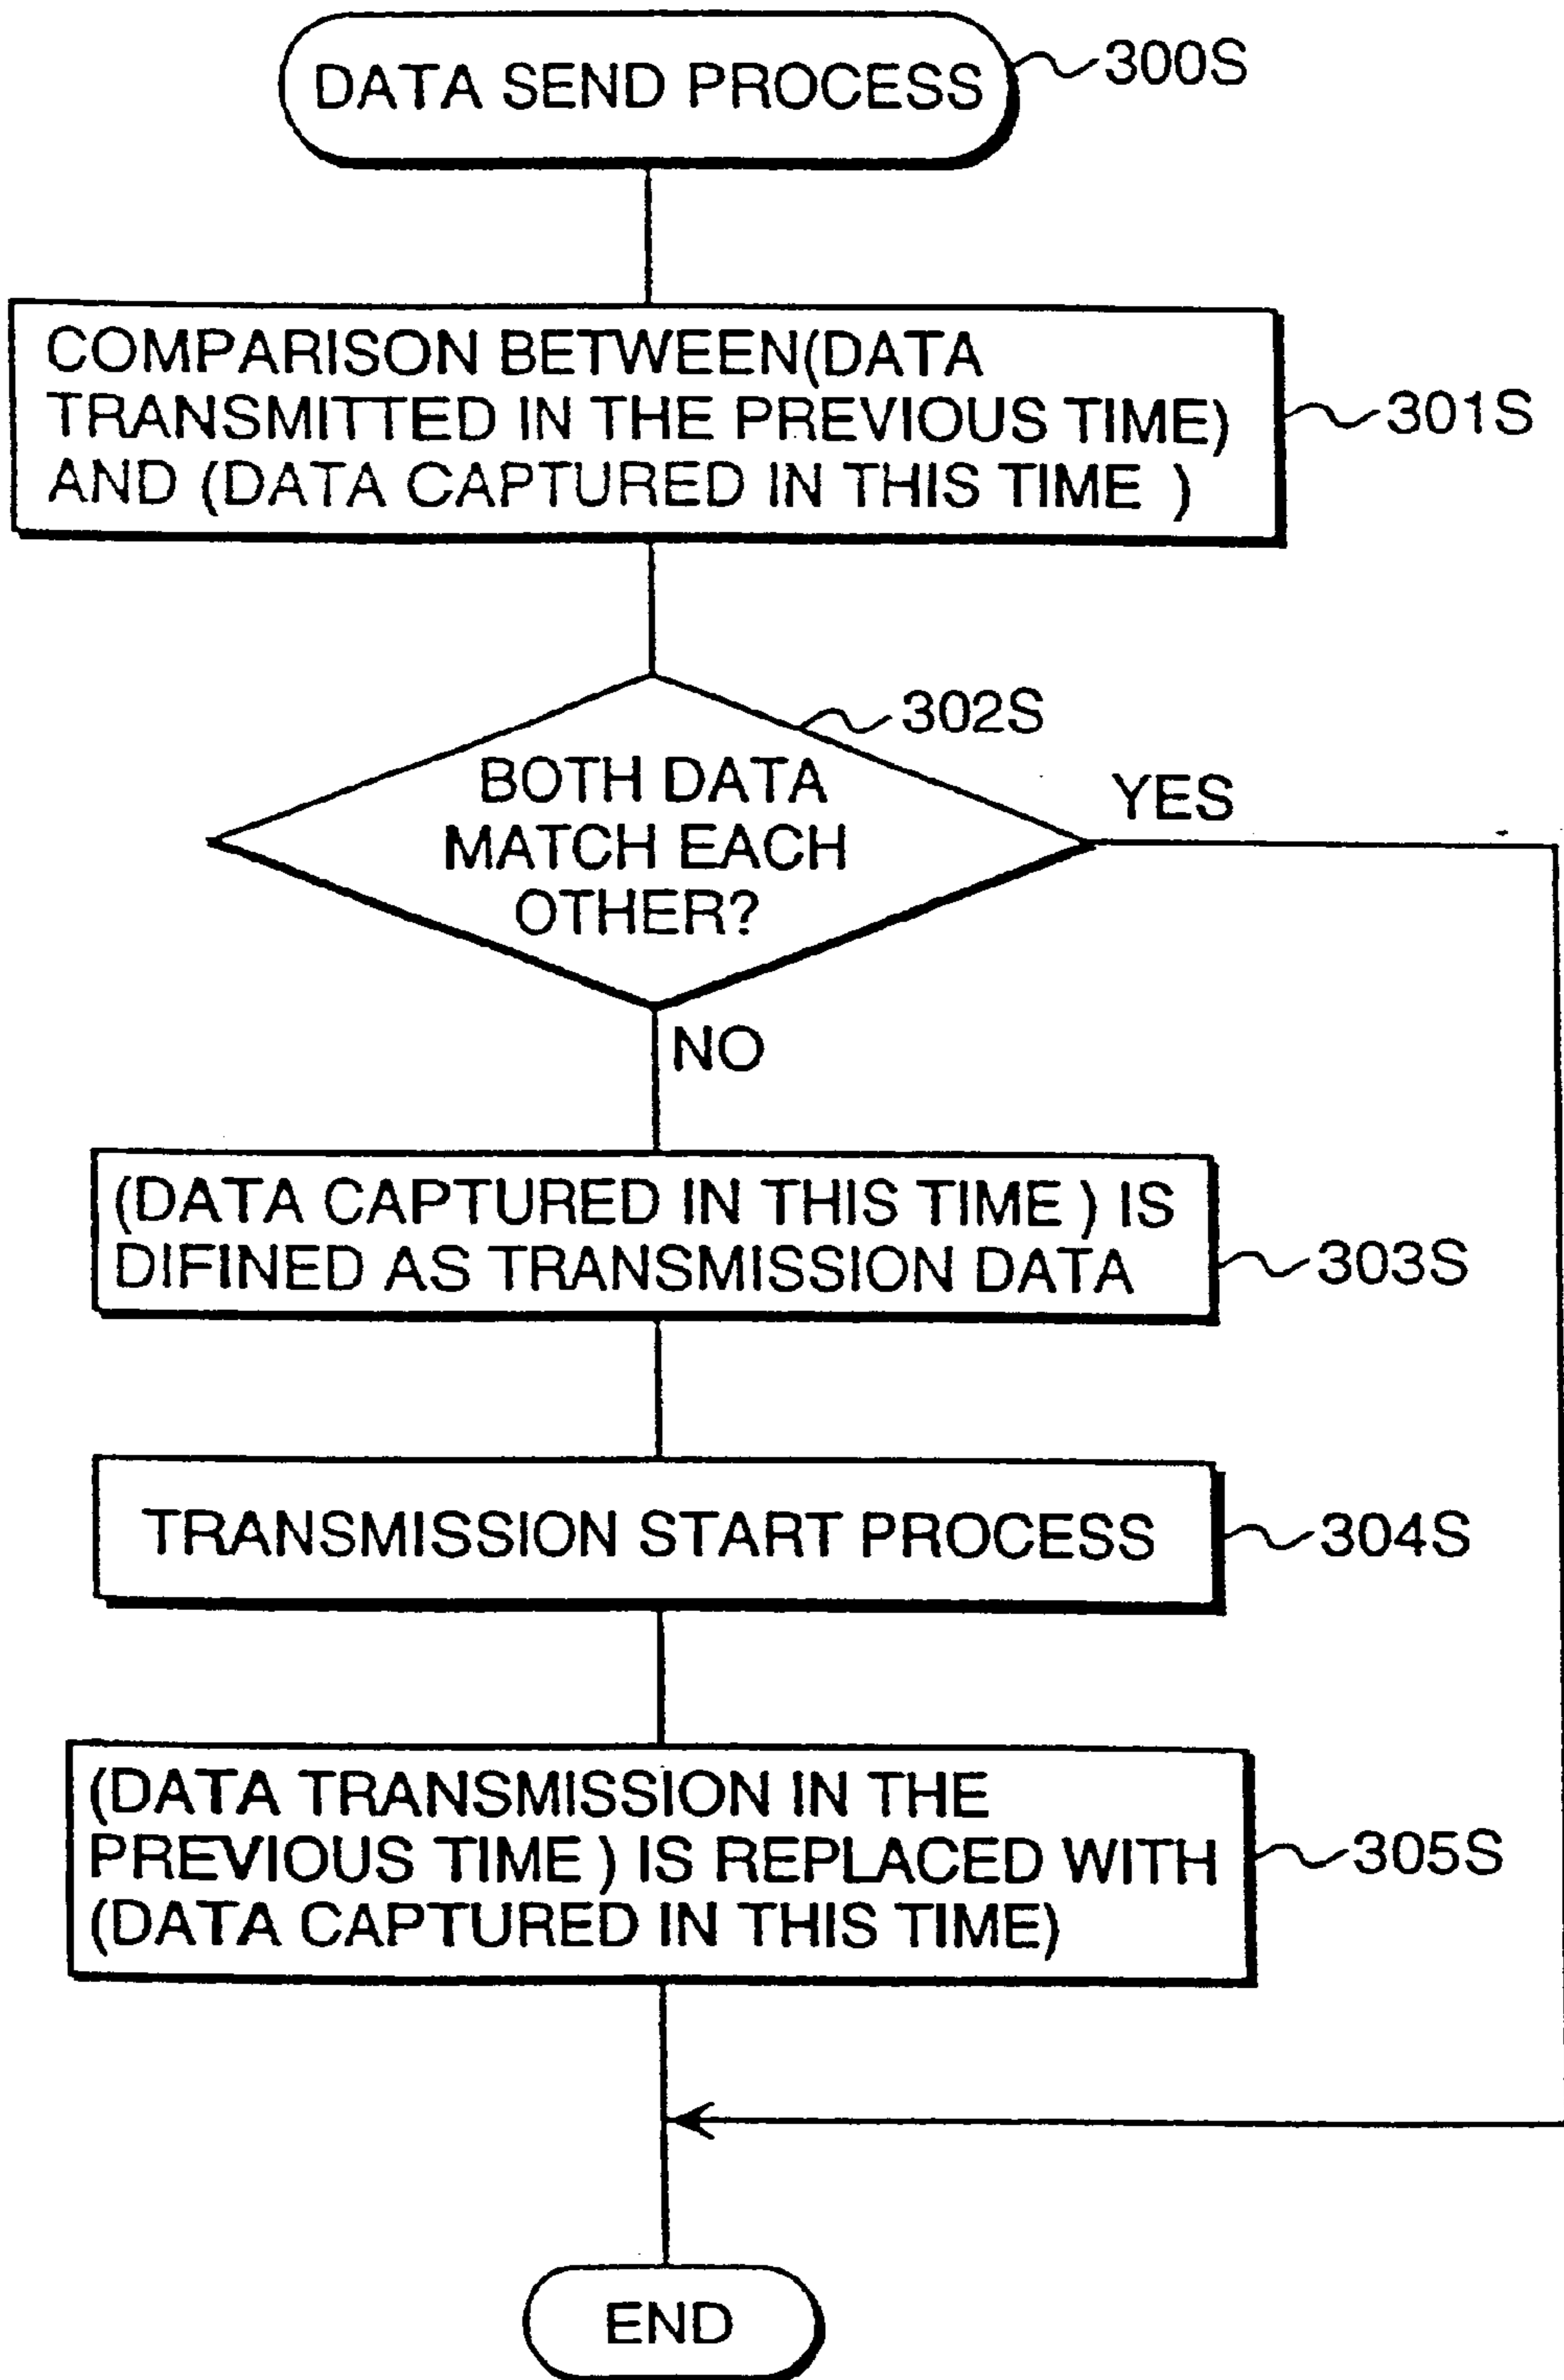 DATA SEND PROCESS
300S
COMPARISON BETWEEN(DATA
TRANSMITTED IN THE PREVIOUS TIME)
AND (DATA CAPTURED IN THIS TIME )
301S
302S
BOTH DATA
MATCH EACH
OTHER?
YES
NO
(DATA CAPTURED IN THIS TIME ) IS
DIFINED AS TRANSMISSION DATA
303S
TRANSMISSION START PROCESS
304S
(DATA TRANSMISSION IN THE
PREVIOUS TIME ) IS REPLACED WITH
(DATA CAPTURED IN THIS TIME)
305S
END